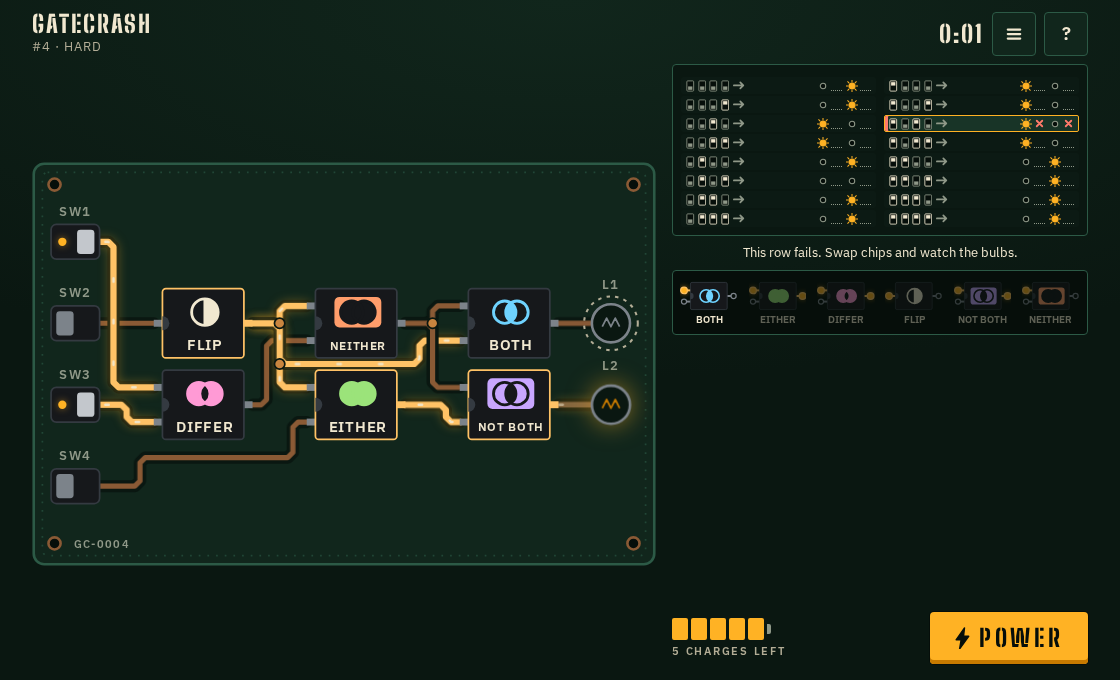 GATECRASH
#4 · HARD
0:01
?
This row fails. Swap chips and watch the bulbs.
BOTH
EITHER
DIFFER
FLIP
NOT BOTH
NEITHER
SW1
SW2
SW3
SW4
FLIP
NEITHER
BOTH
DIFFER
EITHER
NOT BOTH
L1
L2
GC-0004
5 CHARGES LEFT
POWER